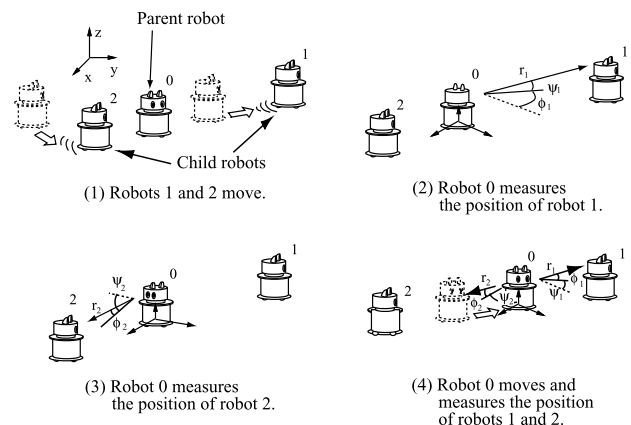 Parent robot
z
y
x
0
1
2
Child robots
(1) Robots 1 and 2 move.
0
1
2
r1
ψ1
ϕ1
(2) Robot 0 measures
the position of robot 1.
0
1
2
ψ2
r2
ϕ2
(3) Robot 0 measures
the position of robot 2.
0
1
2
r1
ϕ1
ψ1
r2
ψ2
ϕ2
(4) Robot 0 moves and
measures the position
of robots 1 and 2.